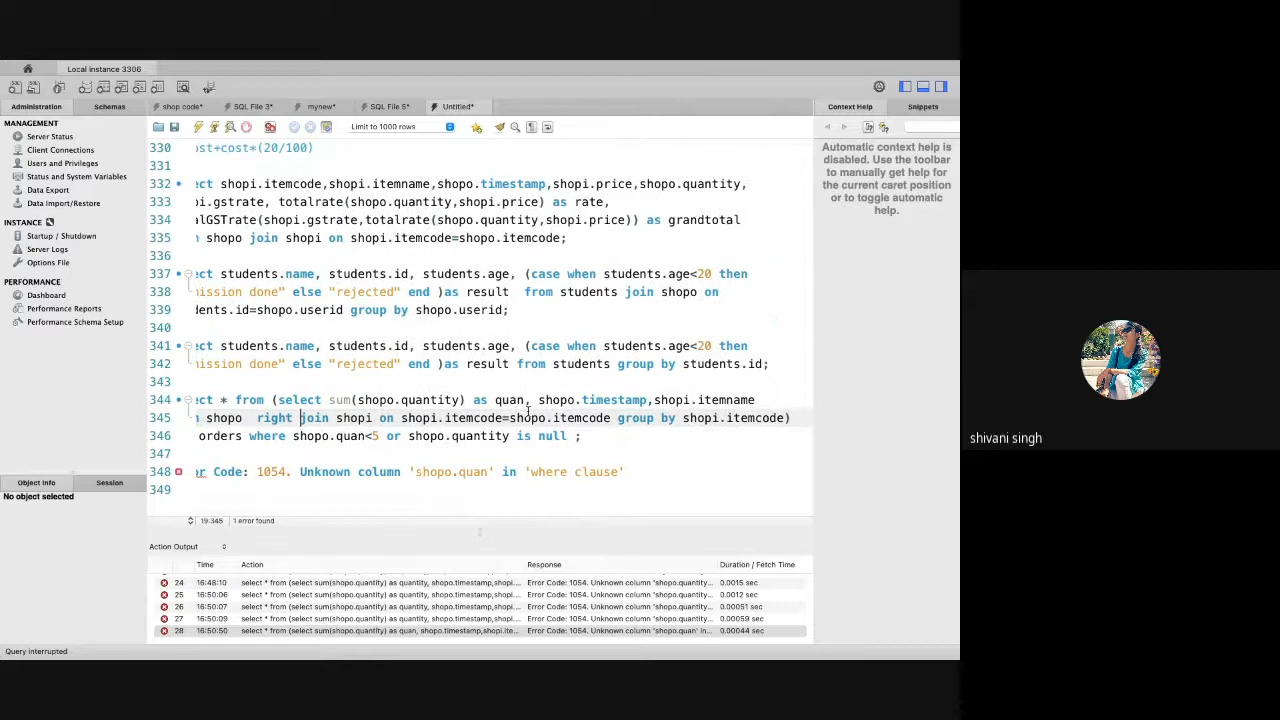 Local instance 3306
Administration
Schemas
shop code*
SQL File 3*
mynew*
SQL File 5*
Untitled*
Context Help
Snippets
MANAGEMENT
Server Status
Client Connections
Users and Privileges
Status and System Variables
Data Export
Data Import/Restore
INSTANCE
Startup / Shutdown
Server Logs
Options File
PERFORMANCE
Dashboard
Performance Reports
Performance Schema Setup
Object Info
Session
No object selected
Limit to 1000 rows
330 ost+cost*(20/100)
331
332 ect shopi.itemcode,shopi.itemname,shopo.timestamp,shopi.price,shopo.quantity,
333 pi.gstrate, totalrate(shopo.quantity,shopi.price) as rate,
334 alGSTrate(shopi.gstrate,totalrate(shopo.quantity,shopi.price)) as grandtotal
335 shopo join shopi on shopi.itemcode=shopo.itemcode;
336
337 ect students.name, students.id, students.age, (case when students.age<20 then
338 mission done" else "rejected" end )as result from students join shopo on
339 dents.id=shopo.userid group by shopo.userid;
340
341 ect students.name, students.id, students.age, (case when students.age<20 then
342 mission done" else "rejected" end )as result from students group by students.id;
343
344 ect * from (select sum(shopo.quantity) as quan, shopo.timestamp,shopi.itemname
345 shopo right join shopi on shopi.itemcode=shopo.itemcode group by shopi.itemcode)
346 orders where shopo.quan<5 or shopo.quantity is null ;
347
348 or Code: 1054. Unknown column 'shopo.quan' in 'where clause'
349
19:345 1 error found
Automatic context help is
disabled. Use the toolbar
to manually get help for
the current caret position
or to toggle automatic
help.
Action Output
Time Action Response Duration / Fetch Time
24 16:48:10 select * from (select sum(shopo.quantity) as quantity, shopo.timestamp,shopi.... Error Code: 1054. Unknown column 'shopo.quantity... 0.0015 sec
25 16:50:06 select * from (select sum(shopo.quantity) as quantity, shopo.timestamp,shopi.... Error Code: 1054. Unknown column 'shopo.quantity... 0.0012 sec
26 16:50:07 select * from (select sum(shopo.quantity) as quantity, shopo.timestamp,shopi.... Error Code: 1054. Unknown column 'shopo.quantity... 0.00051 sec
27 16:50:09 select * from (select sum(shopo.quantity) as quantity, shopo.timestamp,shopi.... Error Code: 1054. Unknown column 'shopo.quantity... 0.00059 sec
28 16:50:50 select * from (select sum(shopo.quantity) as quan, shopo.timestamp,shopi.ite... Error Code: 1054. Unknown column 'shopo.quan' in... 0.00044 sec
Query interrupted
shivani singh